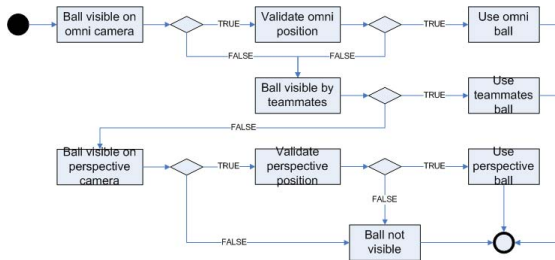 Ball visible on
omni camera
TRUE
Validate omni
position
TRUE
Use omni
ball
FALSE
FALSE
Ball visible by
teammates
TRUE
Use
teammates
ball
FALSE
Ball visible on
perspective
camera
TRUE
Validate
perspective
position
TRUE
Use
perspective
ball
FALSE
FALSE
Ball not
visible